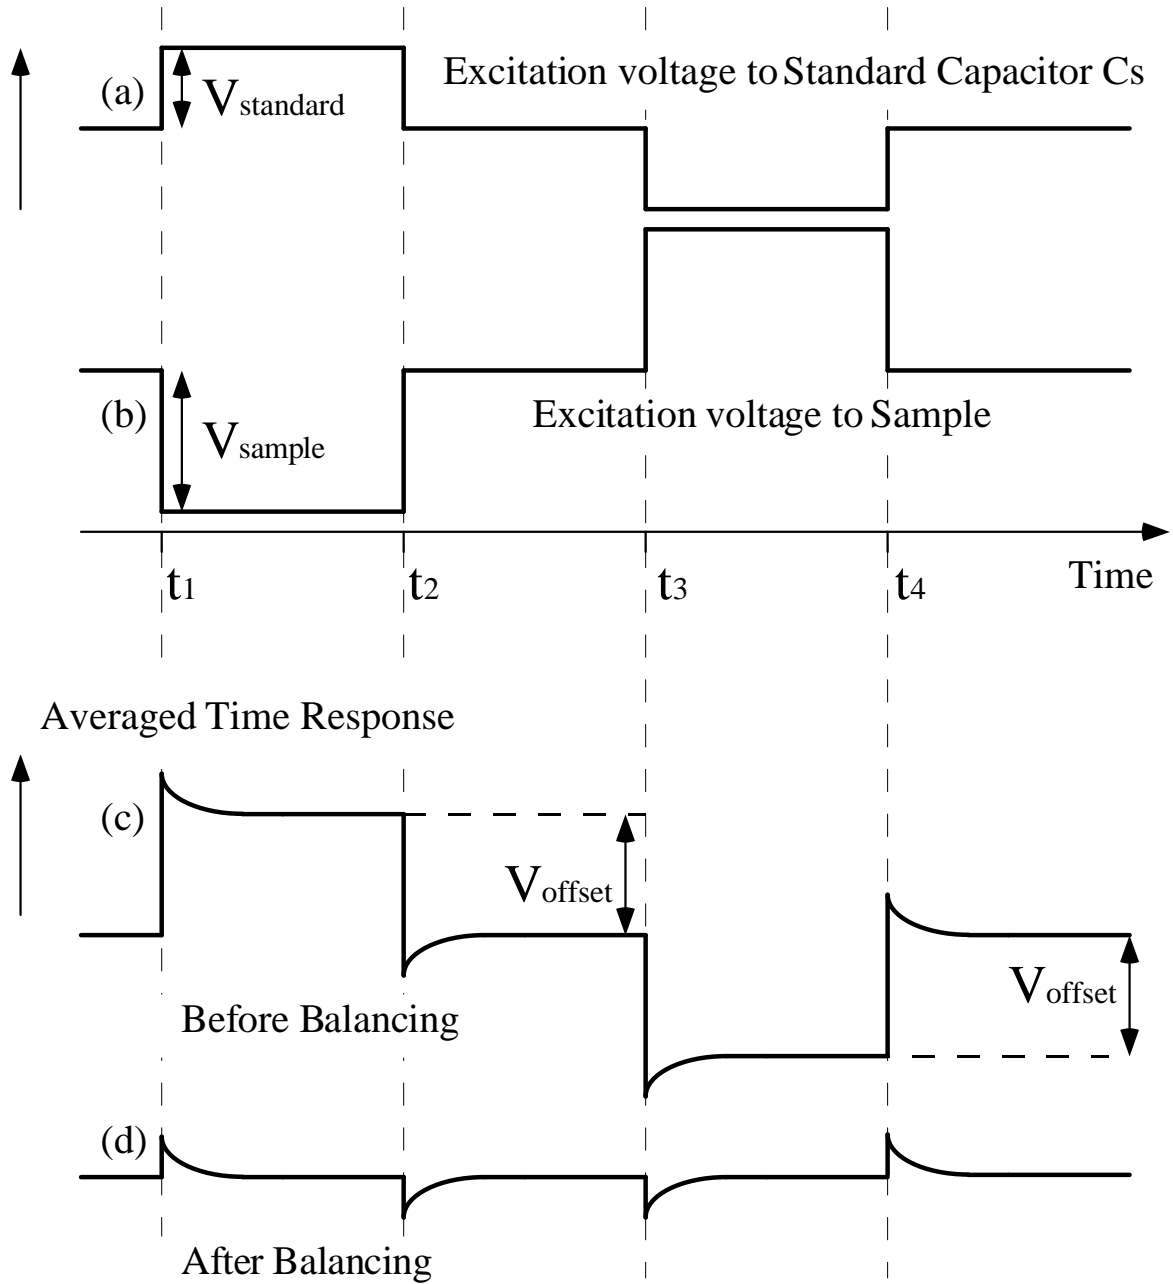 Excitation voltage to Standard Capacitor Cs
(a)
Vstandard
(b)
Excitation voltage to Sample
Vsample
t1 t2 t3 t4
Time
Averaged Time Response
(c)
Voffset
Voffset
Before Balancing
(d)
After Balancing